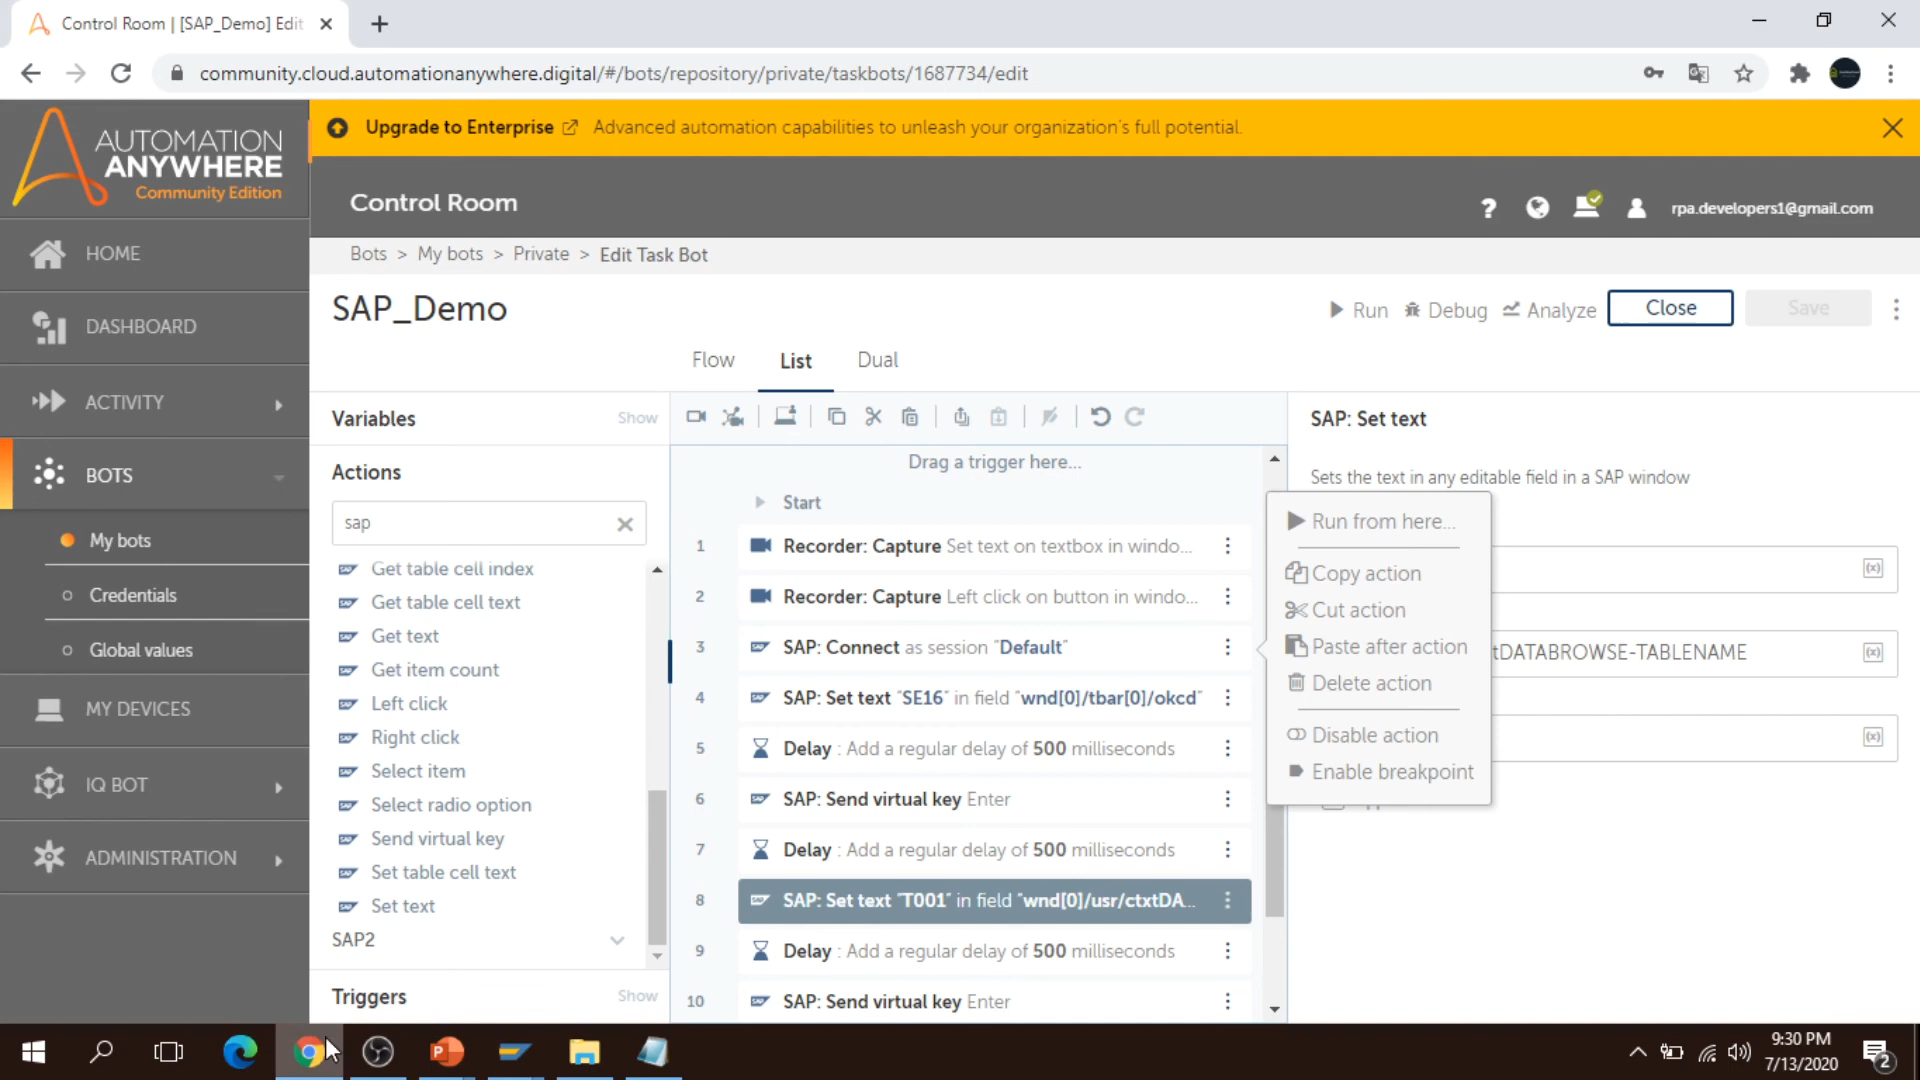 Control Room | [SAP_Demo] Edit
community.cloud.automationanywhere.digital/#/bots/repository/private/taskbots/1687734/edit
AUTOMATION
ANYWHERE
Community Edition
Upgrade to Enterprise Advanced automation capabilities to unleash your organization's full potential.
Control Room
? rpa.developers1@gmail.com
HOME
DASHBOARD
ACTIVITY
BOTS
My bots
Credentials
Global values
MY DEVICES
IQ BOT
ADMINISTRATION
Bots > My bots > Private > Edit Task Bot
SAP_Demo
Run Debug Analyze Close Save
Flow List Dual
Variables Show
Actions
sap
Get table cell index
Get table cell text
Get text
Get item count
Left click
Right click
Select item
Select radio option
Send virtual key
Set table cell text
Set text
SAP2
Triggers Show
Drag a trigger here...
Start
1 Recorder: Capture Set text on textbox in windo...
2 Recorder: Capture Left click on button in windo...
3 SAP: Connect as session "Default"
4 SAP: Set text "SE16" in field "wnd[0]/tbar[0]/okcd"
5 Delay : Add a regular delay of 500 milliseconds
6 SAP: Send virtual key Enter
7 Delay : Add a regular delay of 500 milliseconds
8 SAP: Set text "T001" in field "wnd[0]/usr/ctxtDA...
9 Delay : Add a regular delay of 500 milliseconds
10 SAP: Send virtual key Enter
SAP: Set text
Sets the text in any editable field in a SAP window
(x)
tDATABROWSE-TABLENAME (x)
(x)
Run from here...
Copy action
Cut action
Paste after action
Delete action
Disable action
Enable breakpoint
9:30 PM
7/13/2020
2